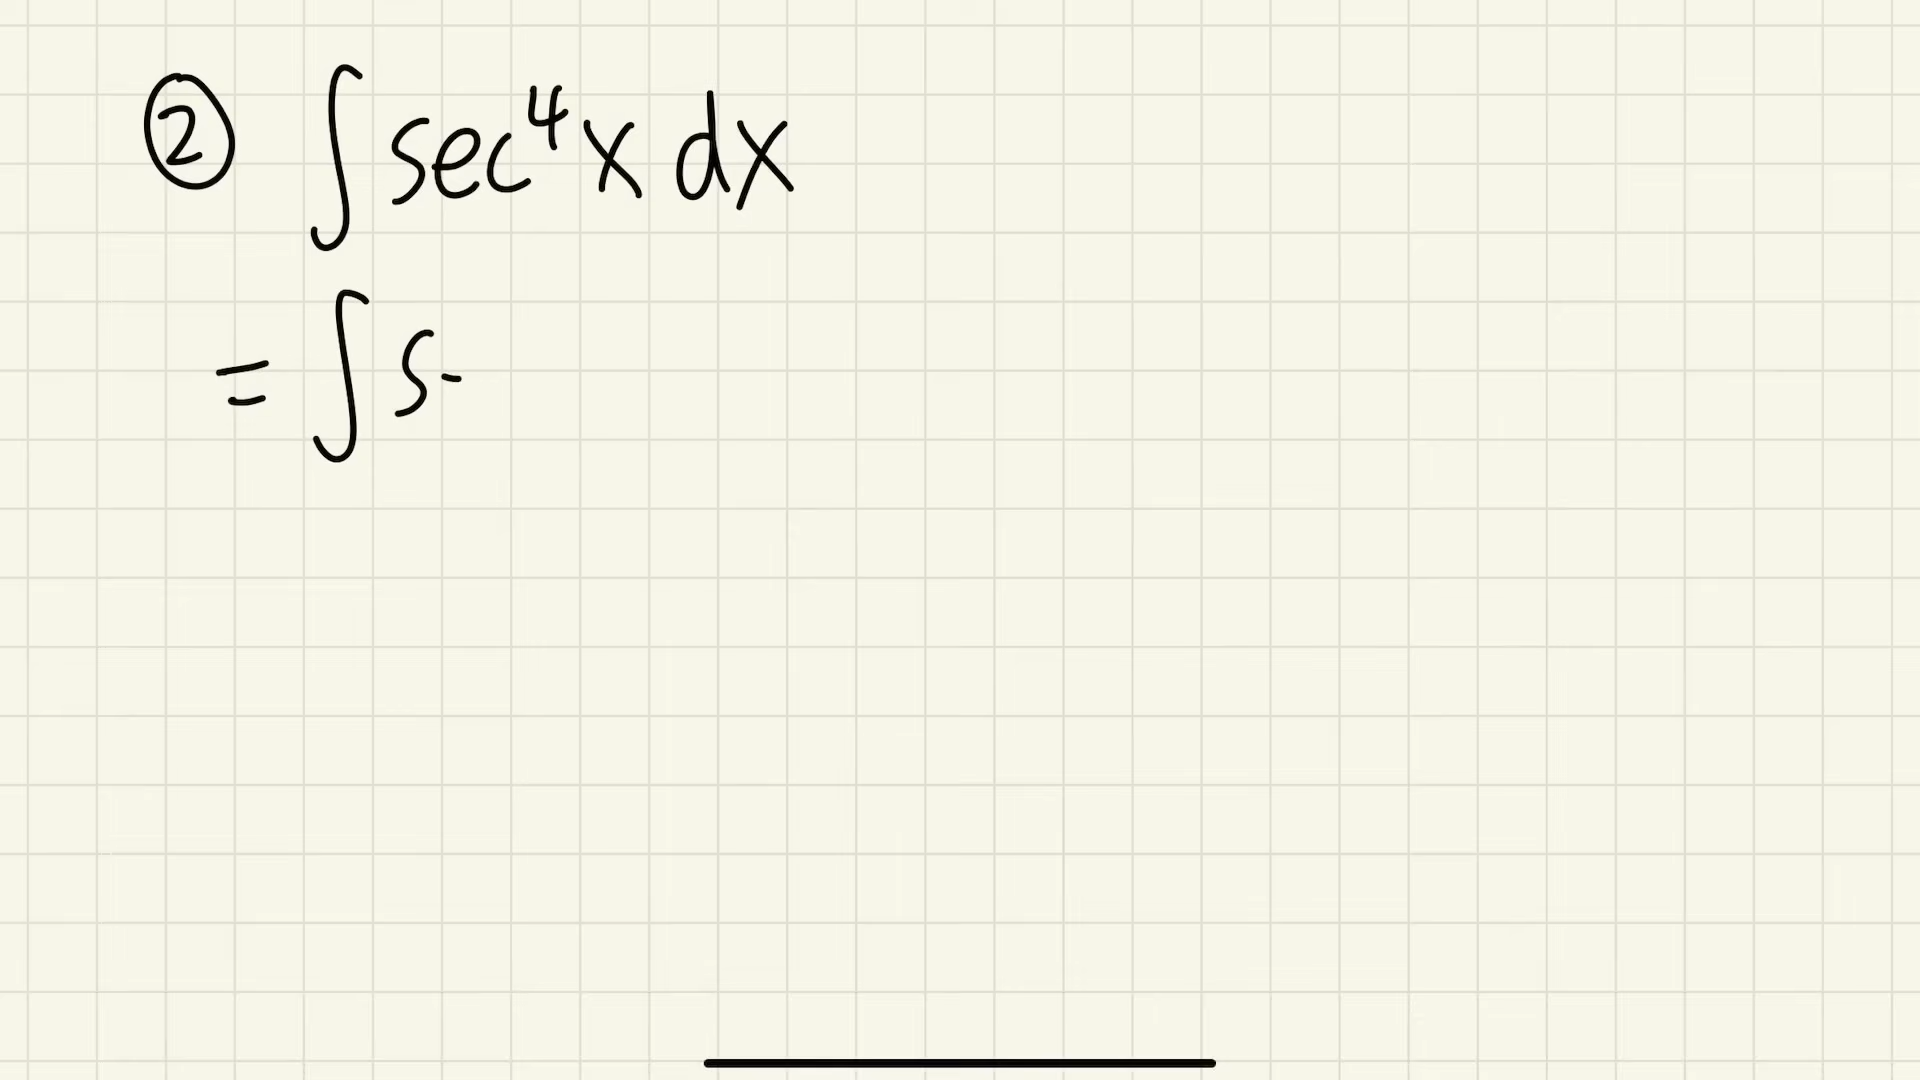 ② ∫ sec⁴x dx
= ∫ s